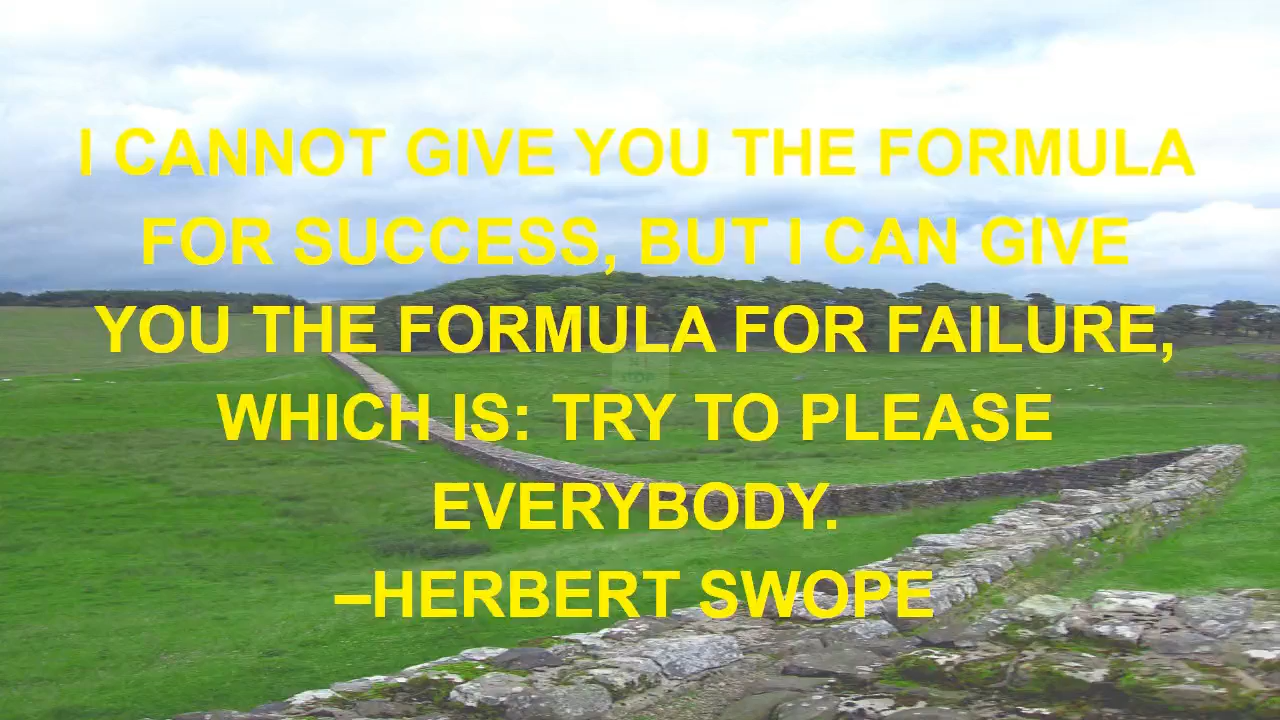 I CANNOT GIVE YOU THE FORMULA
FOR SUCCESS, BUT I CAN GIVE
YOU THE FORMULA FOR FAILURE,
WHICH IS: TRY TO PLEASE
EVERYBODY.
–HERBERT SWOPE